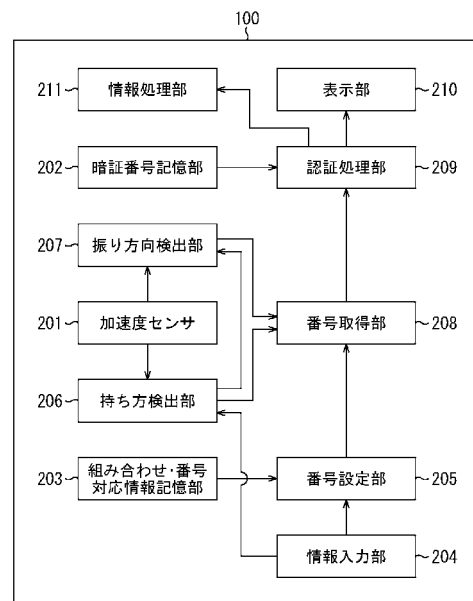 100
211 情報処理部 表示部 210
202 暗証番号記憶部 認証処理部 209
207 振り方向検出部
201 加速度センサ 番号取得部 208
206 持ち方検出部
203 組み合わせ・番号
対応情報記憶部 番号設定部 205
情報入力部 204